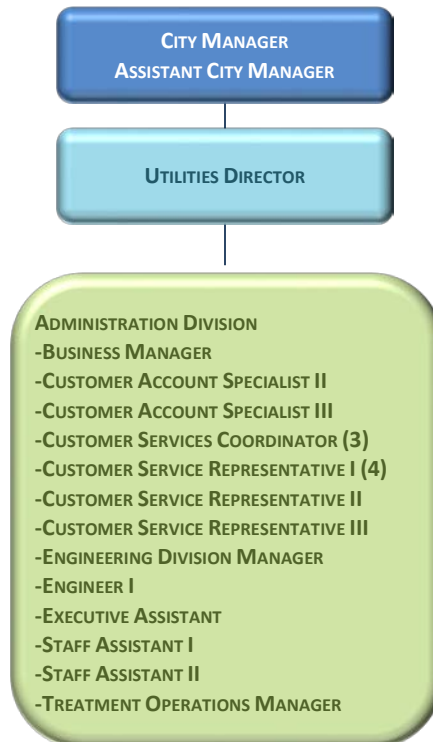 City Manager
Assistant City Manager
Utilities Director
Administration Division
-Business Manager
-Customer Account Specialist II
-Customer Account Specialist III
-Customer Services Coordinator (3)
-Customer Service Representative I (4)
-Customer Service Representative II
-Customer Service Representative III
-Engineering Division Manager
-Engineer I
-Executive Assistant
-Staff Assistant I
-Staff Assistant II
-Treatment Operations Manager